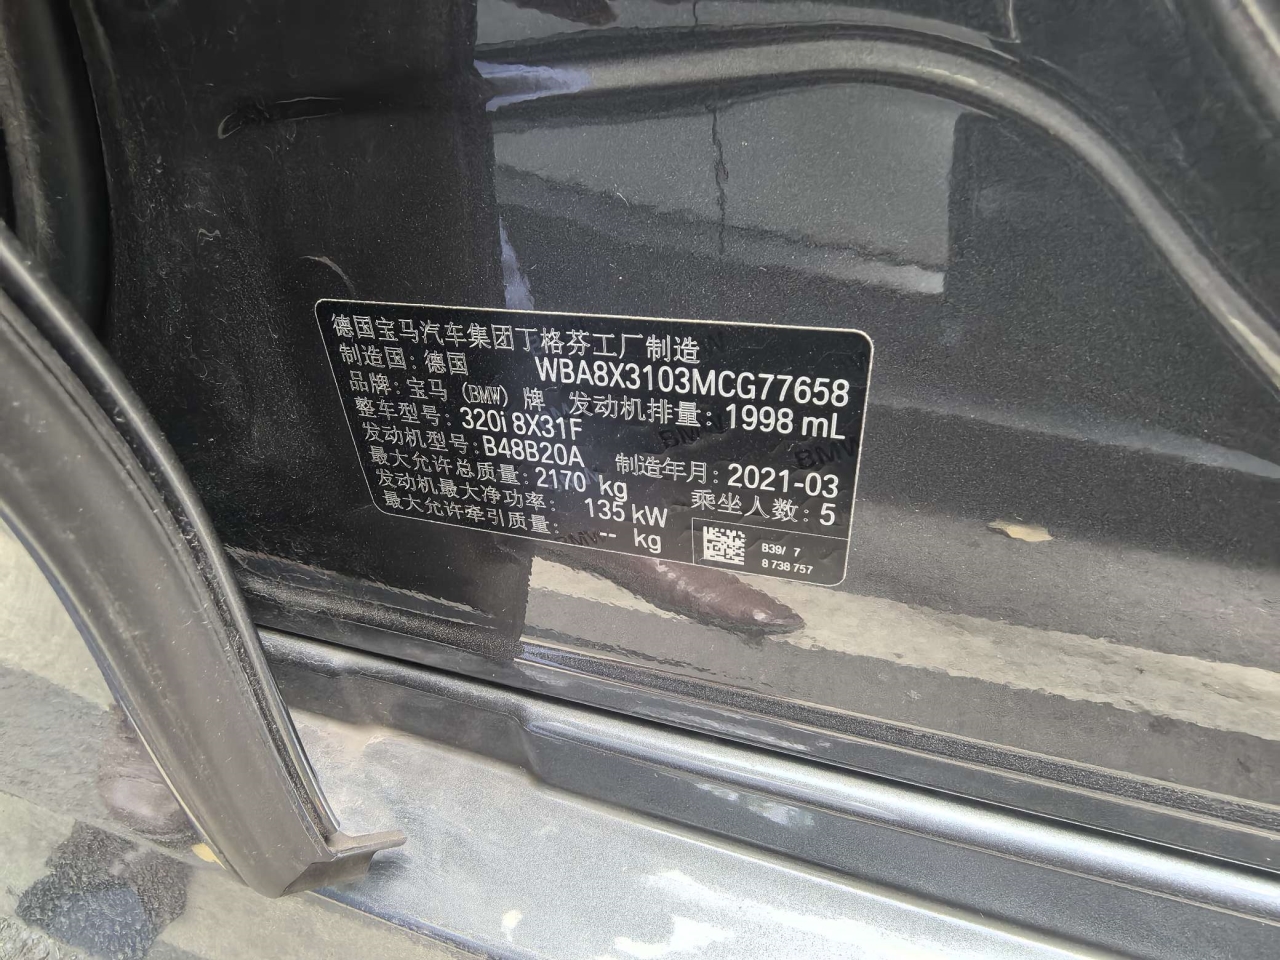 德国宝马汽车集团丁格芬工厂制造
制造国: 德国 WBA8X3103MCG77658
品牌: 宝马 (BMW) 牌 发动机排量: 1998 mL
整车型号: 320i 8X31F
发动机型号: B48B20A 制造年月: 2021-03
最大允许总质量: 2170 kg 乘坐人数: 5
发动机最大净功率: 135 kW
最大允许牵引质量: -- kg
B39/ 7
8 738 757